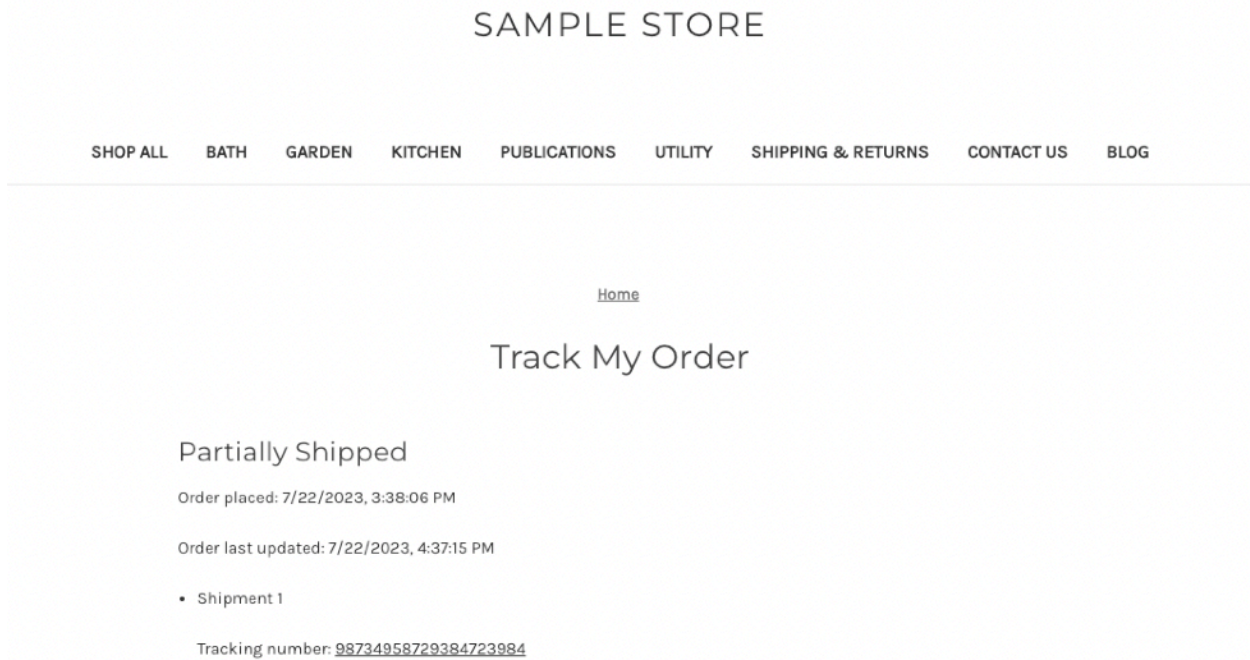 SAMPLE STORE
SHOP ALL BATH GARDEN KITCHEN PUBLICATIONS UTILITY SHIPPING & RETURNS CONTACT US BLOG
Home
Track My Order
Partially Shipped
Order placed: 7/22/2023, 3:38:06 PM
Order last updated: 7/22/2023, 4:37:15 PM
• Shipment 1
Tracking number: 98734958729384723984